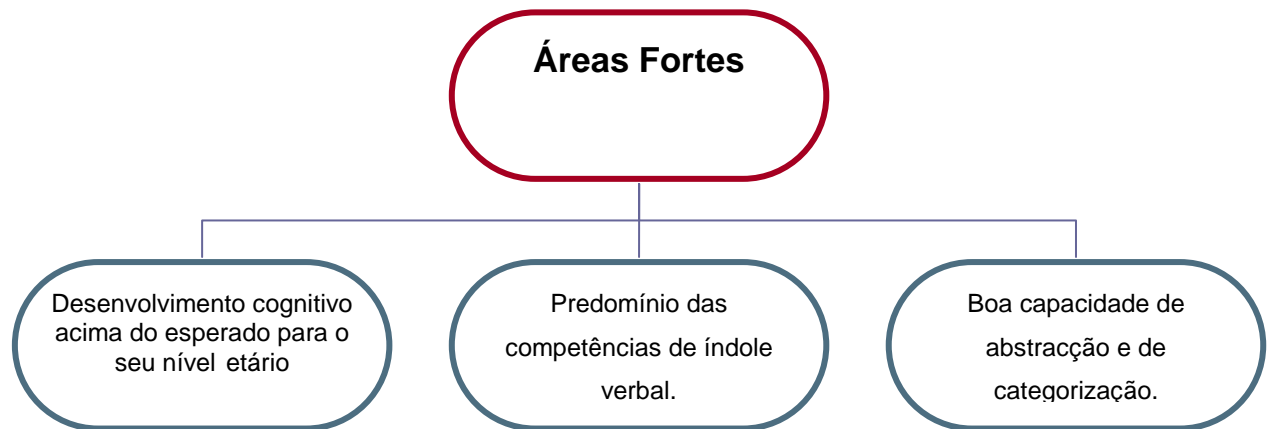 Áreas Fortes
Desenvolvimento cognitivo
acima do esperado para o
seu nível etário
Predomínio das
competências de índole
verbal.
Boa capacidade de
abstracção e de
categorização.